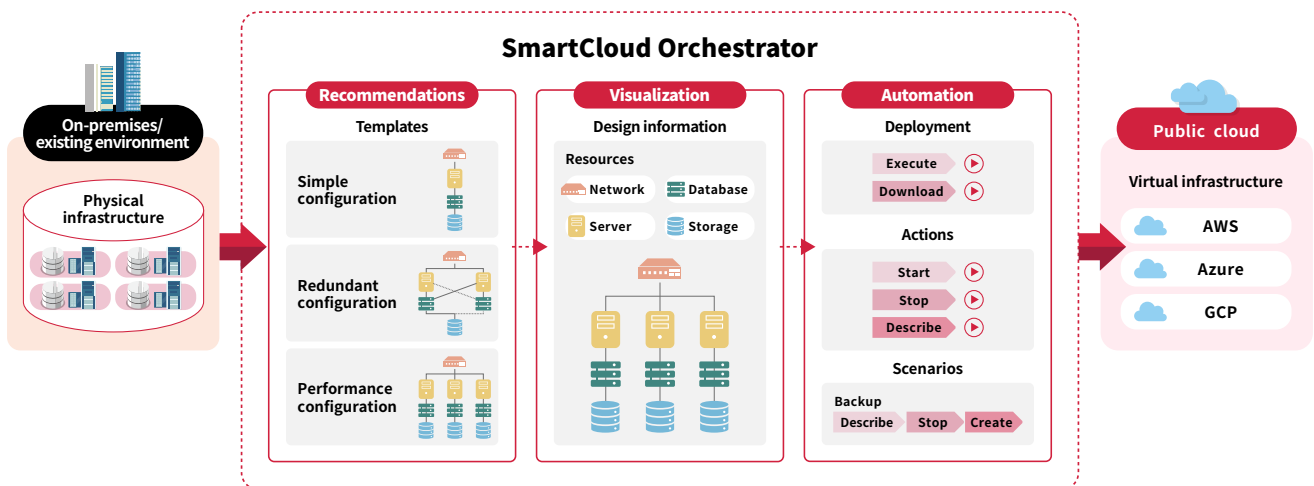 SmartCloud Orchestrator
On-premises/
existing environment
Physical
infrastructure
Recommendations
Templates
Simple
configuration
Redundant
configuration
Performance
configuration
Visualization
Design information
Resources
Network
Database
Server
Storage
Automation
Deployment
Execute
Download
Actions
Start
Stop
Describe
Scenarios
Backup
Describe
Stop
Create
Public cloud
Virtual infrastructure
AWS
Azure
GCP